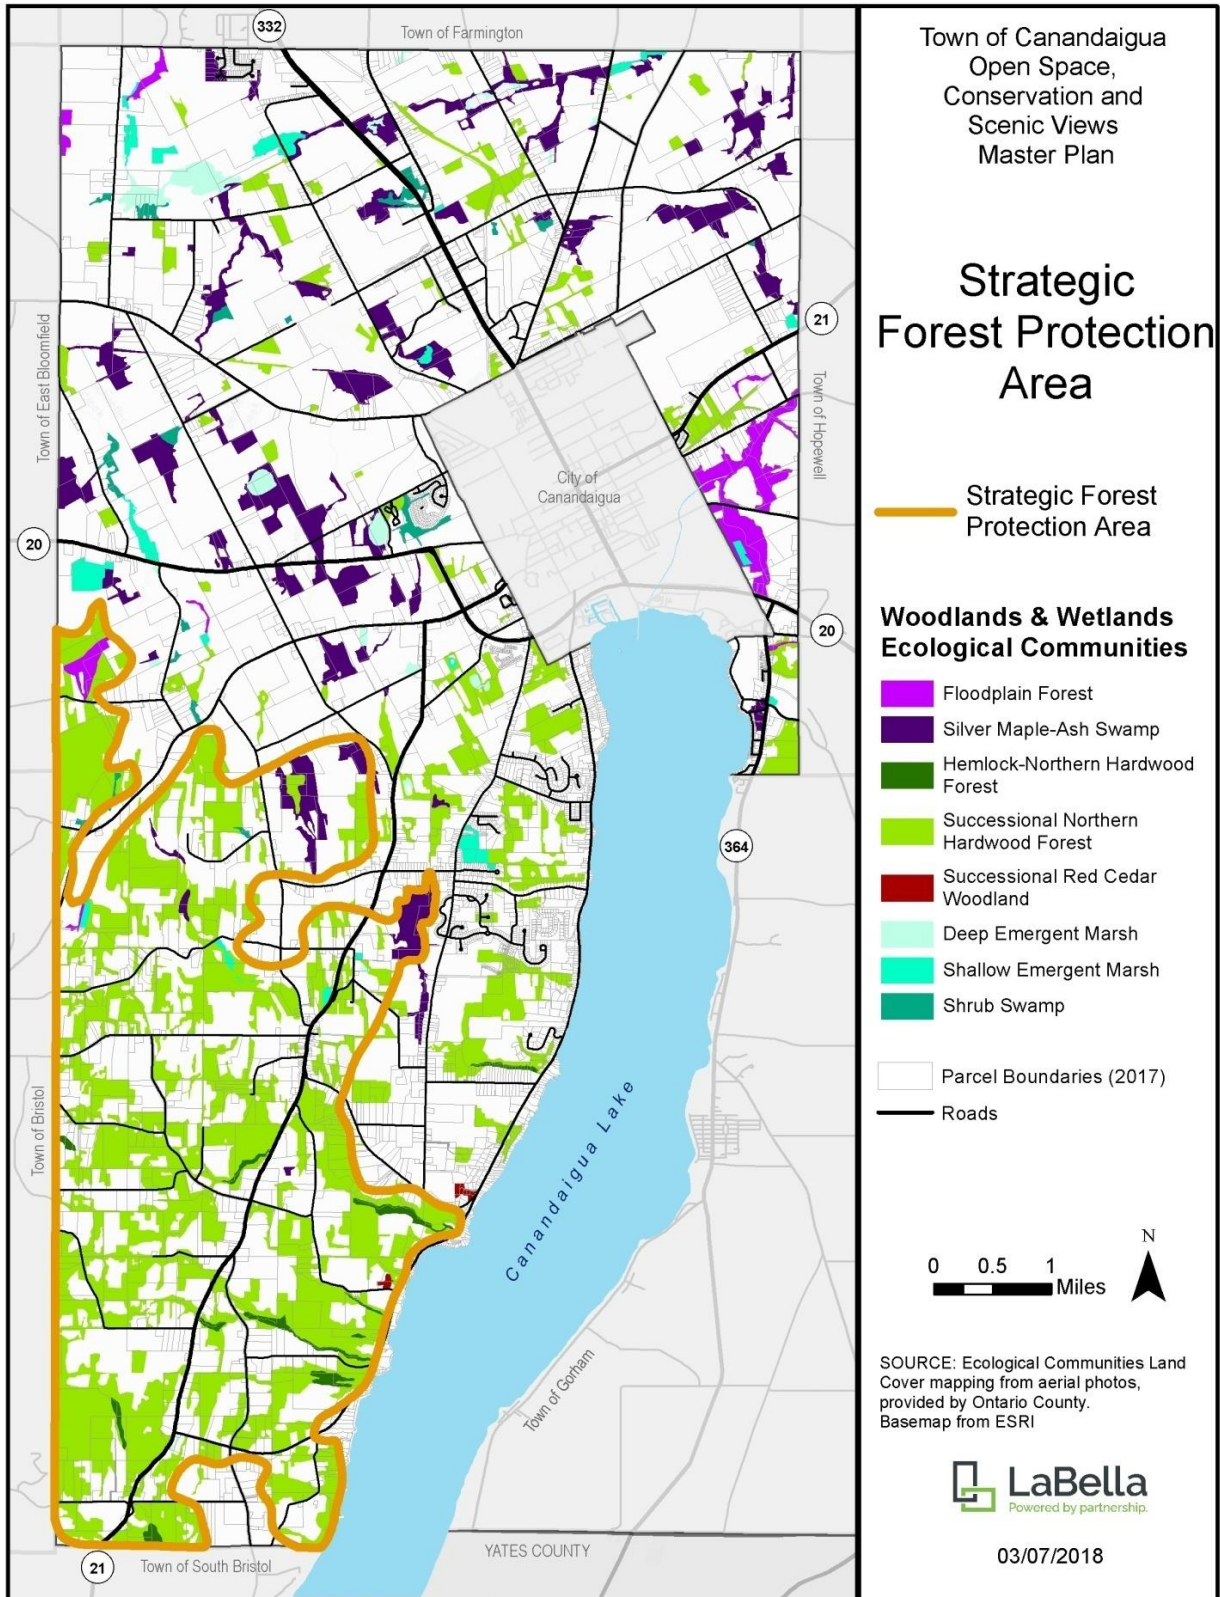 332
Town of Farmington
Town of East Bloomfield
21
Town of Hopewell
City of
Canandaigua
20
20
364
Town of Bristol
Canandaigua Lake
Town of Gorham
YATES COUNTY
21
Town of South Bristol
Town of Canandaigua
Open Space,
Conservation and
Scenic Views
Master Plan
Strategic
Forest Protection
Area
Strategic Forest
Protection Area
Woodlands & Wetlands
Ecological Communities
Floodplain Forest
Silver Maple-Ash Swamp
Hemlock-Northern Hardwood
Forest
Successional Northern
Hardwood Forest
Successional Red Cedar
Woodland
Deep Emergent Marsh
Shallow Emergent Marsh
Shrub Swamp
Parcel Boundaries (2017)
Roads
N
0 0.5 1
Miles
SOURCE: Ecological Communities Land
Cover mapping from aerial photos,
provided by Ontario County.
Basemap from ESRI
LaBella
Powered by partnership.
03/07/2018